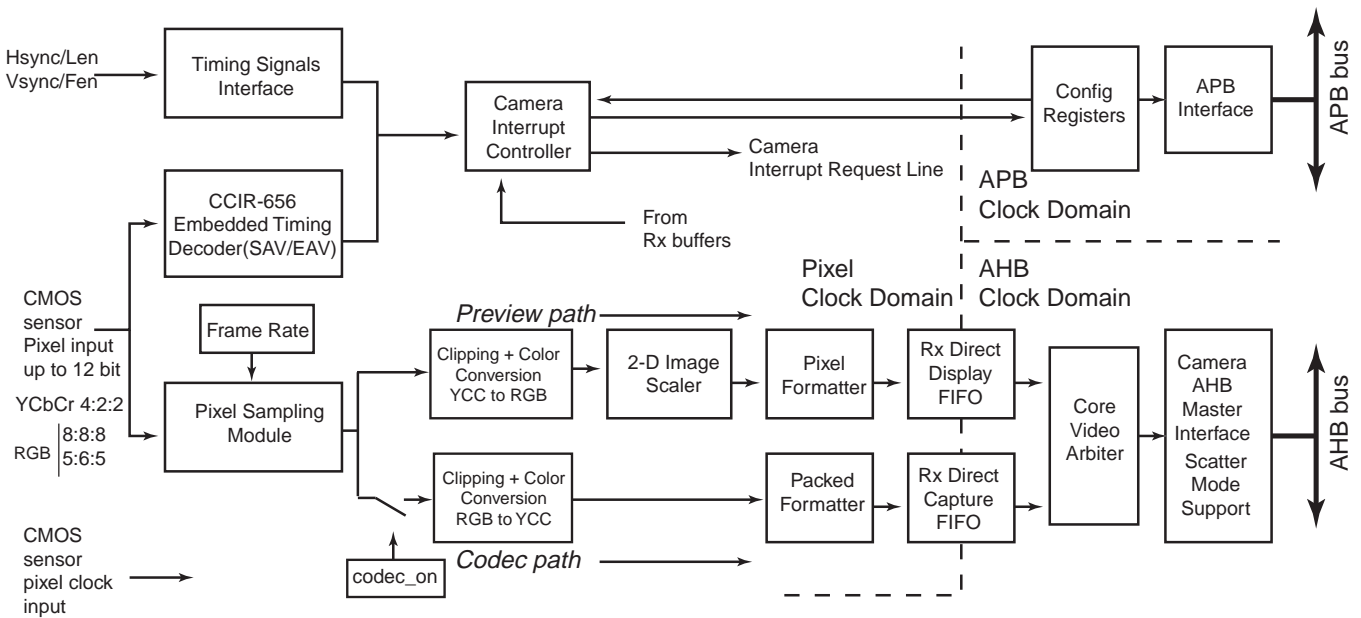 Hsync/Len
Vsync/Fen
Timing Signals
Interface
Camera
Interrupt
Controller
Config
Registers
APB
Interface
APB bus
Camera
Interrupt Request Line
APB
Clock Domain
CCIR-656
Embedded Timing
Decoder(SAV/EAV)
From
Rx buffers
Pixel
Clock Domain
AHB
Clock Domain
CMOS
sensor
Pixel input
up to 12 bit
YCbCr 4:2:2
RGB
8:8:8
5:6:5
Frame Rate
Pixel Sampling
Module
Preview path
Clipping + Color
Conversion
YCC to RGB
2-D Image
Scaler
Pixel
Formatter
Rx Direct
Display
FIFO
Core
Video
Arbiter
Camera
AHB
Master
Interface
Scatter
Mode
Support
AHB bus
Clipping + Color
Conversion
RGB to YCC
Packed
Formatter
Rx Direct
Capture
FIFO
Codec path
codec_on
CMOS
sensor
pixel clock
input